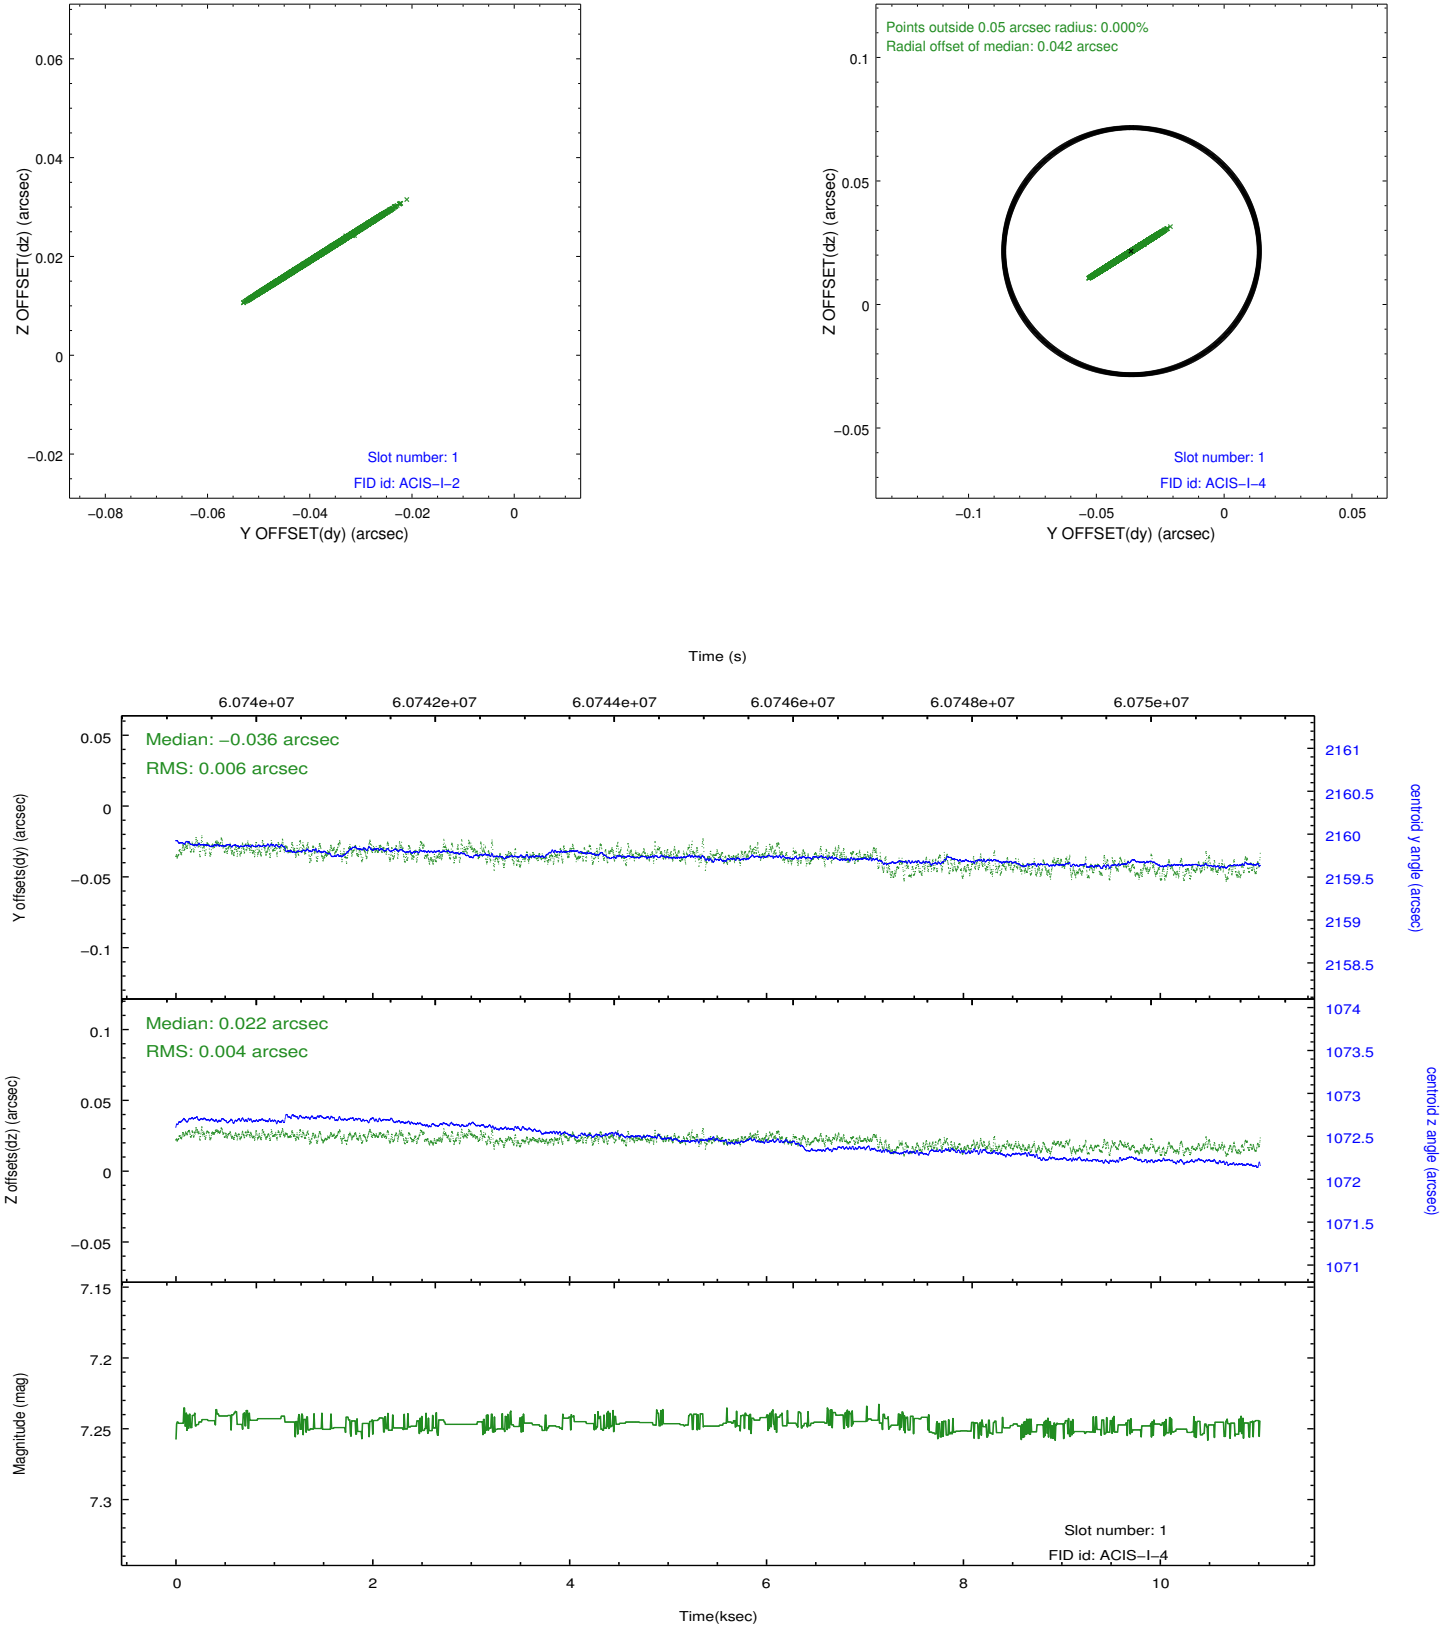 0.06
0.04
0.02
0
−0.02
Z OFFSET(dz) (arcsec)
Slot number: 1
FID id: ACIS−I−2
−0.08 −0.06 −0.04 −0.02 0
Y OFFSET(dy) (arcsec)
Points outside 0.05 arcsec radius: 0.000%
Radial offset of median: 0.042 arcsec
0.1
0.05
0
−0.05
Z OFFSET(dz) (arcsec)
Slot number: 1
FID id: ACIS−I−4
−0.1 −0.05 0 0.05
Y OFFSET(dy) (arcsec)
Time (s)
6.074e+07 6.0742e+07 6.0744e+07 6.0746e+07 6.0748e+07 6.075e+07
Median: −0.036 arcsec
RMS: 0.006 arcsec
0.05
0
−0.05
−0.1
Y offsets(dy) (arcsec)
2161
2160.5
2160
2159.5
2159
2158.5
centroid y angle (arcsec)
Median: 0.022 arcsec
RMS: 0.004 arcsec
0.1
0.05
0
−0.05
Z offsets(dz) (arcsec)
1074
1073.5
1073
1072.5
1072
1071.5
1071
centroid z angle (arcsec)
7.15
7.2
7.25
7.3
Magnitude (mag)
Slot number: 1
FID id: ACIS−I−4
0 2 4 6 8 10
Time(ksec)